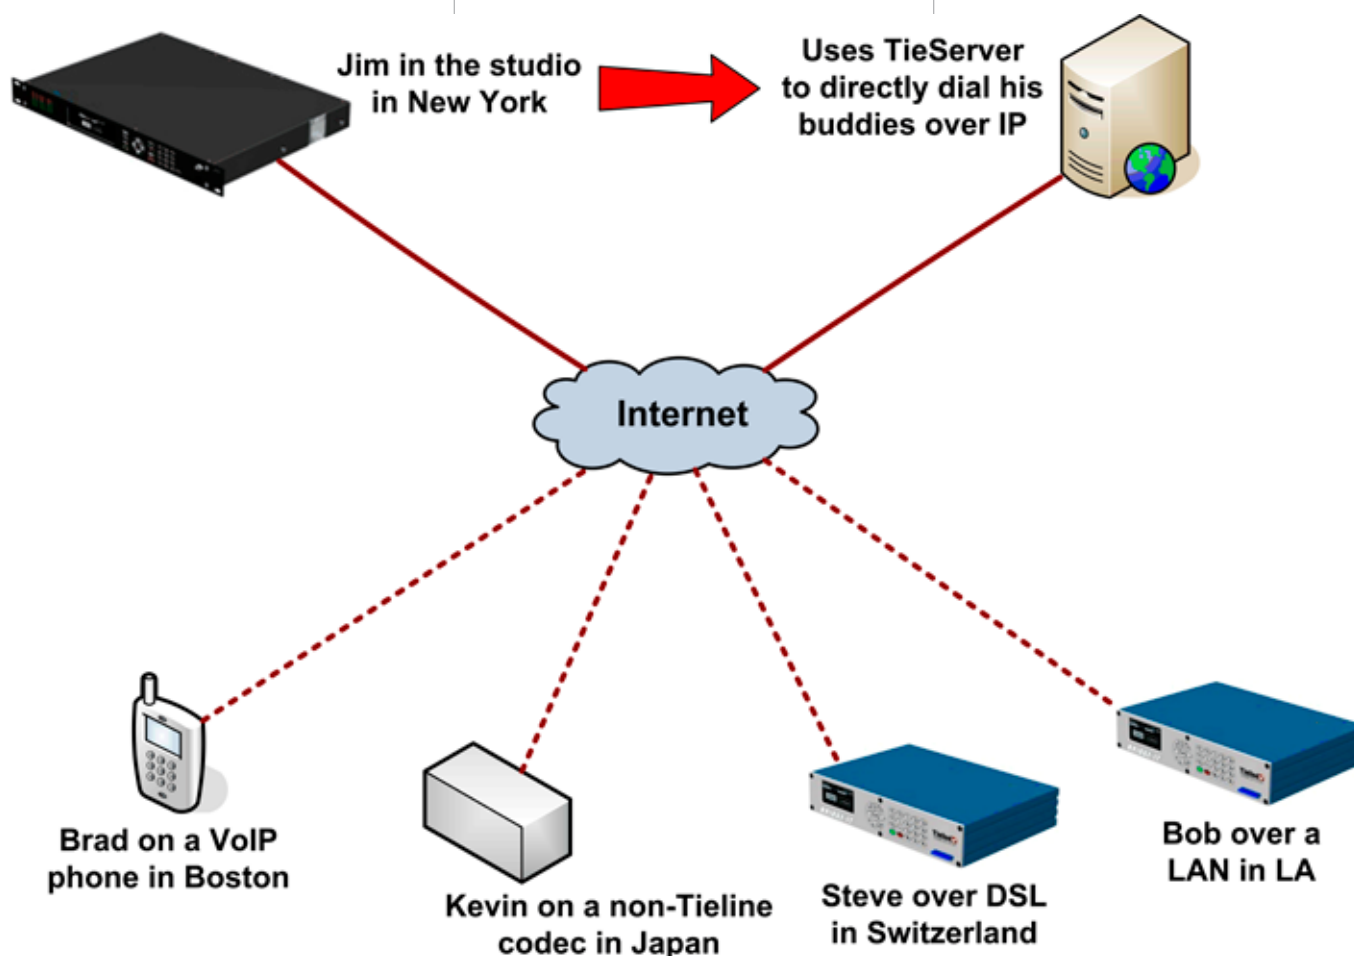 Jim in the studio
in New York
Uses TieServer
to directly dial his
buddies over IP
Internet
Brad on a VoIP
phone in Boston
Kevin on a non-Tieline
codec in Japan
Steve over DSL
in Switzerland
Bob over a
LAN in LA